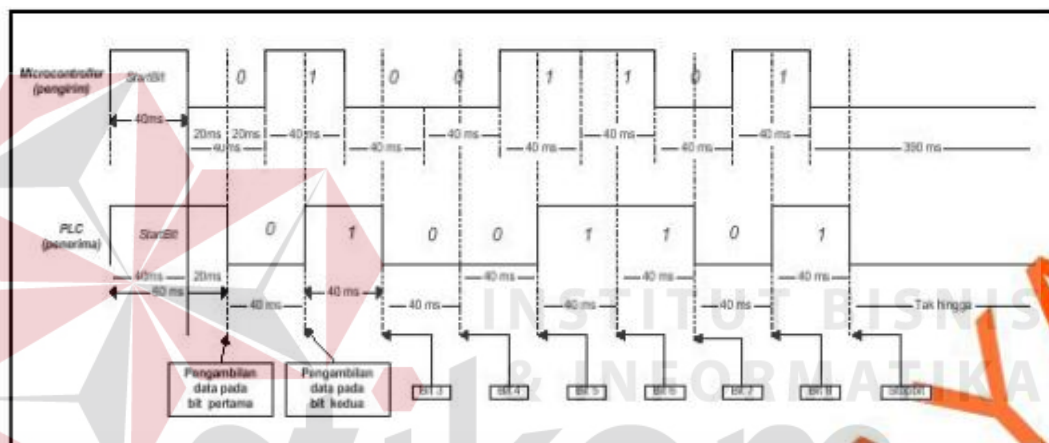 Microcontroller
(pengirim)
StartBit
0 1 0 0 1 1 0 1
40ms
20ms 20ms 40 ms 40 ms 40 ms 40 ms
40 ms 40 ms 40 ms 40 ms 390 ms
PLC
(penerima)
StartBit
0 1 0 0 1 1 0 1
40ms 20ms 40 ms 40 ms 40 ms
60 ms 40 ms 40 ms 40 ms 40 ms 40 ms Tak hingga
INSTITUT BISNIS
& INFORMATIKA
Pengambilan
data pada
bit pertama
Pengambilan
data pada
bit kedua
Bit 3 Bit 4 Bit 5 Bit 6 Bit 7 Bit 8 Stopbit
stikom